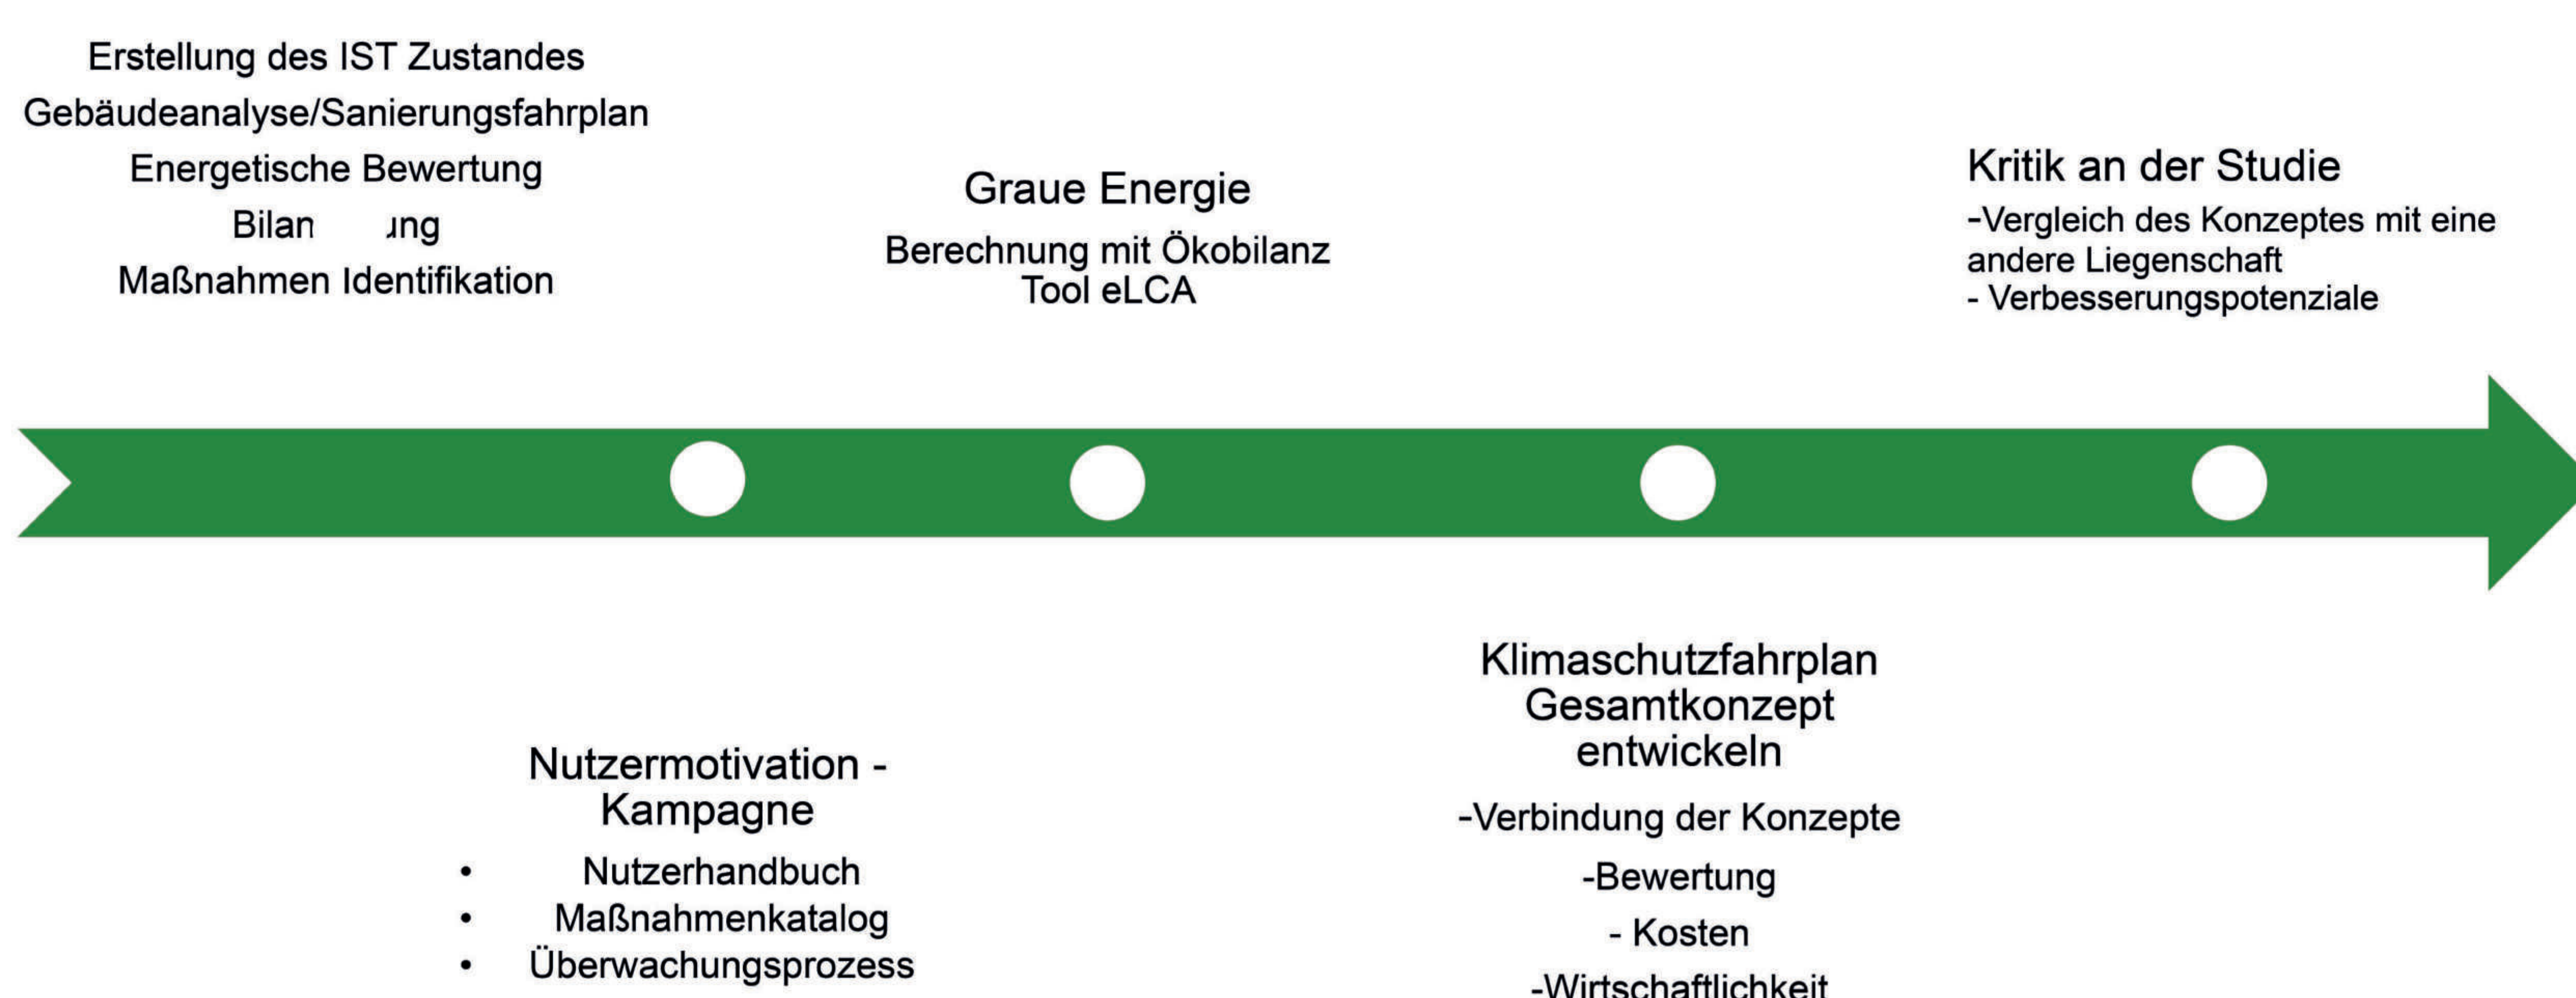 Erstellung des IST Zustandes
Gebäudeanalyse/Sanierungsfahrplan
Energetische Bewertung
Maßnahmen Identifikation
Graue Energie
Berechnung mit Ökobilanz
Tool eLCA
Kritik an der Studie
-Vergleich des Konzeptes mit eine
andere Liegenschaft
- Verbesserungspotenziale
Nutzermotivation -
Kampagne
• Nutzerhandbuch
• Maßnahmenkatalog
• Überwachungsprozess
Klimaschutzfahrplan
Gesamtkonzept
entwickeln
-Verbindung der Konzepte
-Bewertung
- Kosten
-Wirtschaftlichkeit